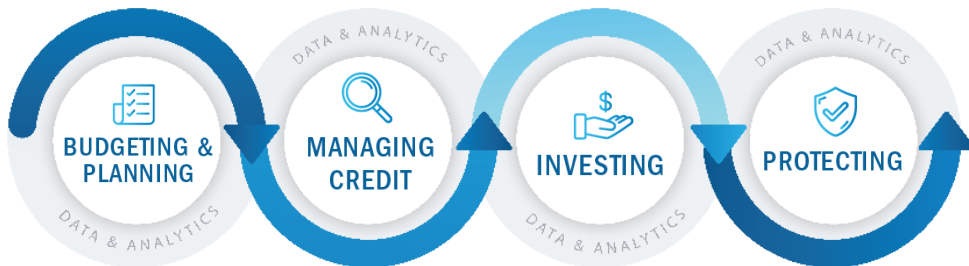 BUDGETING &
PLANNING
DATA & ANALYTICS
DATA & ANALYTICS
MANAGING
CREDIT
$
INVESTING
DATA & ANALYTICS
DATA & ANALYTICS
PROTECTING